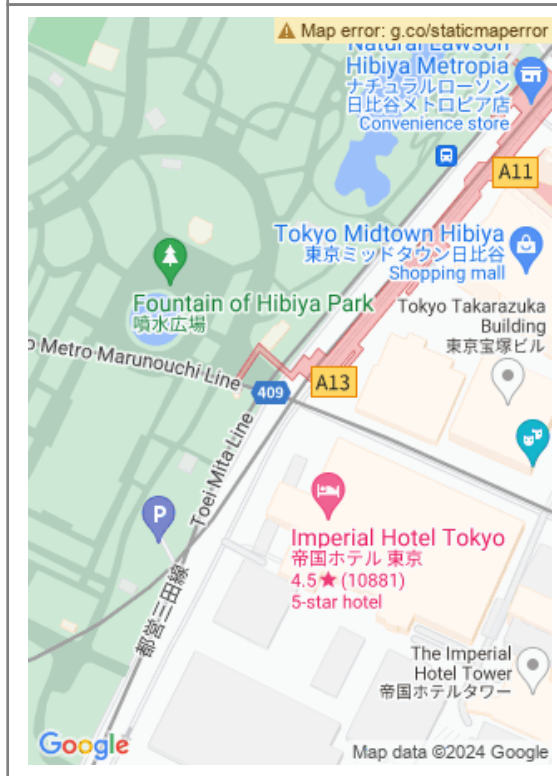 Map error: g.co/staticmaperror
Natural Lawson
Hibiya Metropia
ナチュラルローソン
日比谷メトロピア店
Convenience store
A11
Tokyo Midtown Hibiya
東京ミッドタウン日比谷
Shopping mall
Fountain of Hibiya Park
噴水広場
Tokyo Takarazuka
Building
東京宝塚ビル
o Metro Marunouchi Line
409
A13
Toei Mita Line
都営三田線
P
Imperial Hotel Tokyo
帝国ホテル 東京
4.5★(10881)
5-star hotel
The Imperial
Hotel Tower
帝国ホテルタワー
Google
Map data ©2024 Google